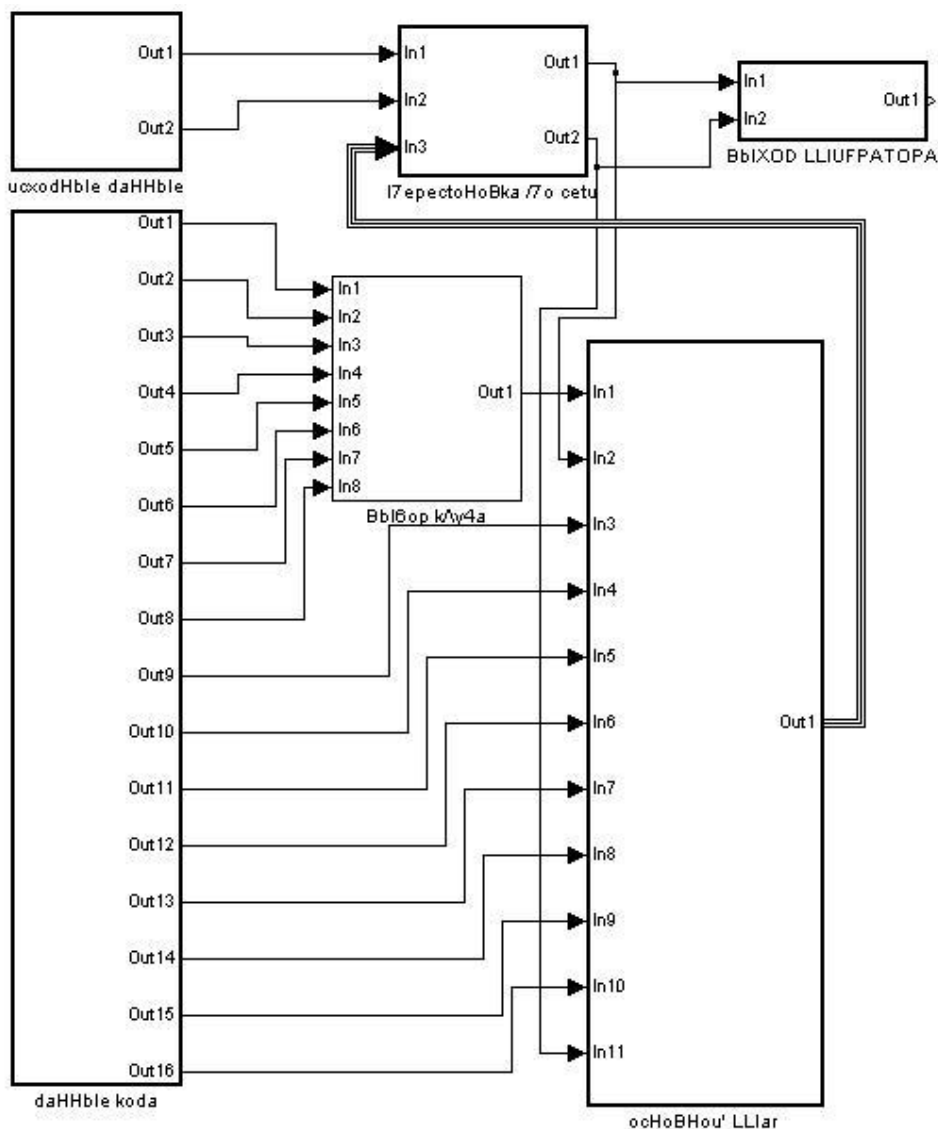 Out1
Out2
ucxodHble daHHble
In1
In2
In3
Out1
Out2
l7epectoHoBka /7o cetu
In1
In2
Out1
BblXOD LLIUFPATOPA
Out1
Out2
Out3
Out4
Out5
Out6
Out7
Out8
Out9
Out10
Out11
Out12
Out13
Out14
Out15
Out16
daHHble koda
In1
In2
In3
In4
In5
In6
In7
In8
Out1
Bbl6op k/\y4a
In1
In2
In3
In4
In5
In6
In7
In8
In9
In10
In11
Out1
ocHoBHou' LLlar